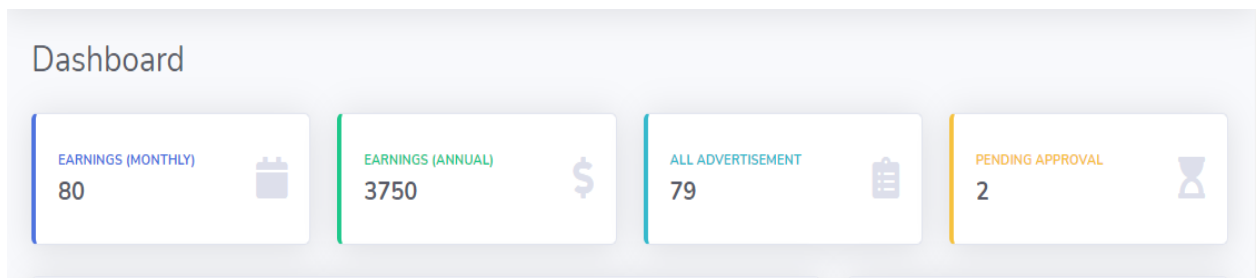 Dashboard
EARNINGS (MONTHLY)
80
EARNINGS (ANNUAL)
3750
ALL ADVERTISEMENT
79
PENDING APPROVAL
2